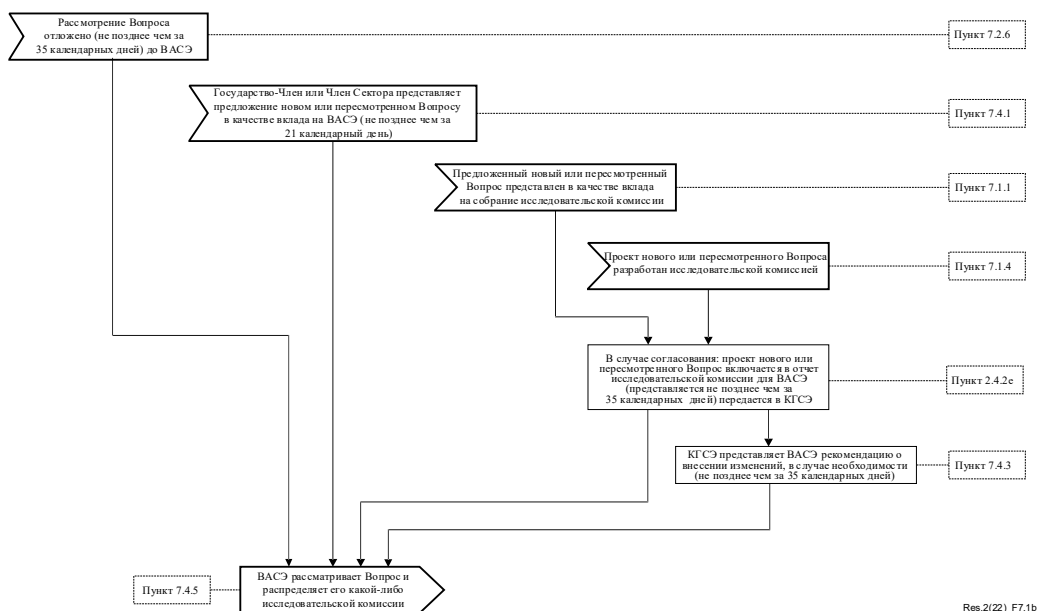 Рассмотрение Вопроса
отложено (не позднее чем за
35 календарных дней) до ВАСЭ
Пункт 7.2.6
Государство-Член или Член Сектора представляет
предложение новом или пересмотренном Вопросу
в качестве вклада на ВАСЭ (не позднее чем за
21 календарный день)
Пункт 7.4.1
Предложенный новый или пересмотренный
Вопрос представлен в качестве вклада
на собрание исследовательской комиссии
Пункт 7.1.1
Проект нового или пересмотренного Вопроса
разработан исследовательской комиссией
Пункт 7.1.4
В случае согласования: проект нового или
пересмотренного Вопрос включается в отчет
исследовательской комиссии для ВАСЭ
(представляется не позднее чем за
35 календарных дней) передается в КГСЭ
Пункт 2.4.2e
КГСЭ представляет ВАСЭ рекомендацию о
внесении изменений, в случае необходимости
(не позднее чем за 35 календарных дней)
Пункт 7.4.3
Пункт 7.4.5
ВАСЭ рассматривает Вопрос и
распределяет его какой-либо
исследовательской комиссии
Res.2(22)_F7.1b